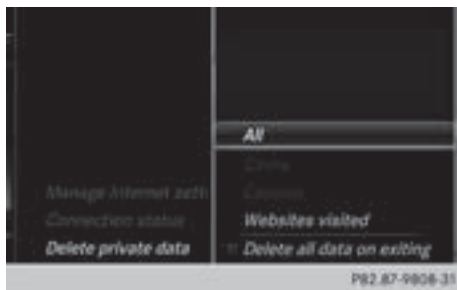 All
Cache
Manage Internet sett
Cookies
Connection status
Websites visited
Delete private data
Delete all data on exiting
P82.87-9808-31